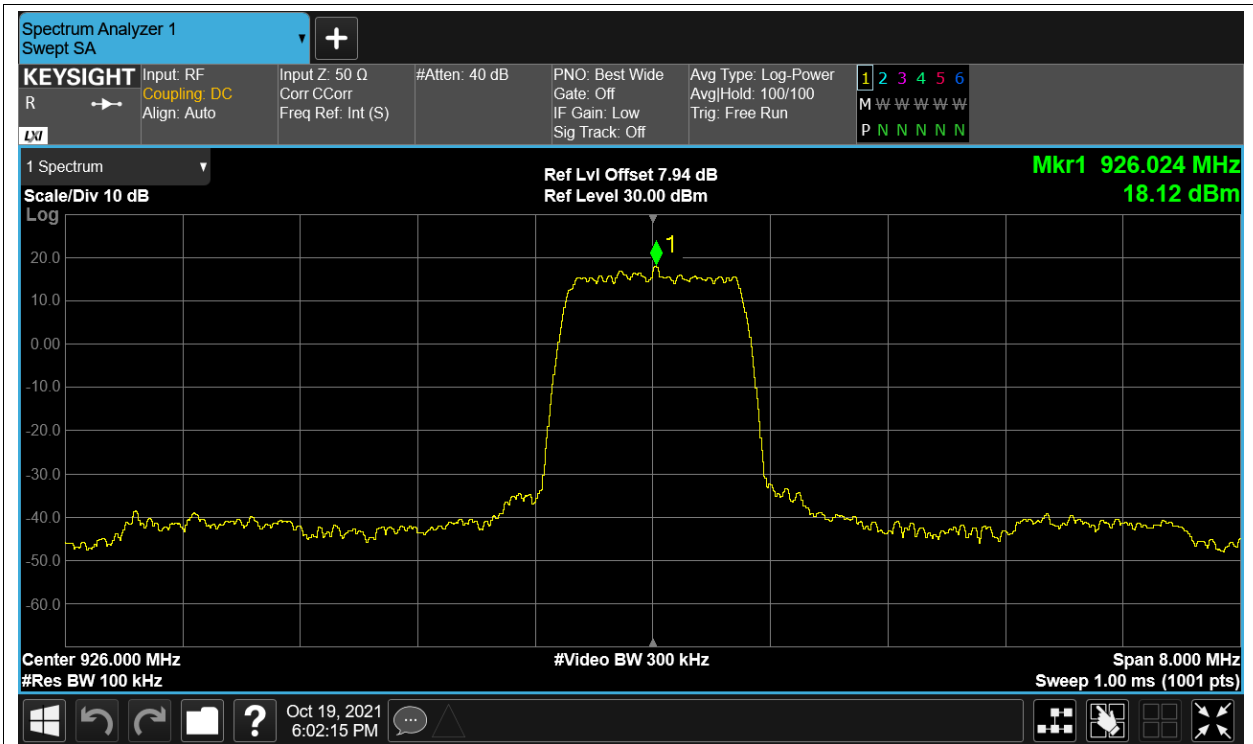 Spectrum Analyzer 1
Swept SA
KEYSIGHT
R
LXI
Input: RF
Coupling: DC
Align: Auto
Input Z: 50 Ω
Corr CCorr
Freq Ref: Int (S)
#Atten: 40 dB
PNO: Best Wide
Gate: Off
IF Gain: Low
Sig Track: Off
Avg Type: Log-Power
Avg|Hold: 100/100
Trig: Free Run
1 2 3 4 5 6
M W W W W W
P N N N N N
1 Spectrum
Scale/Div 10 dB
Log
Ref Lvl Offset 7.94 dB
Ref Level 30.00 dBm
Mkr1 926.024 MHz
18.12 dBm
1
20.0
10.0
0.00
-10.0
-20.0
-30.0
-40.0
-50.0
-60.0
Center 926.000 MHz
#Video BW 300 kHz
Span 8.000 MHz
#Res BW 100 kHz
Sweep 1.00 ms (1001 pts)
?
Oct 19, 2021
6:02:15 PM